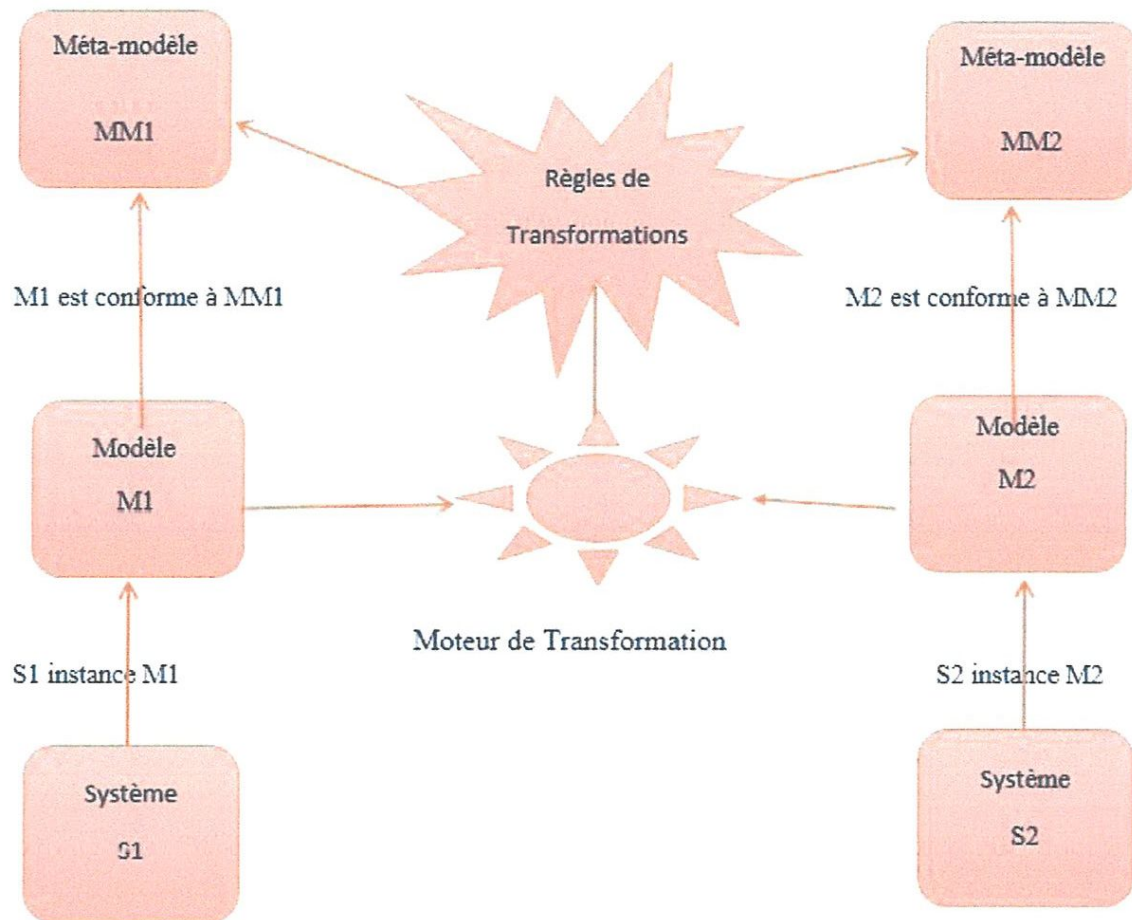 Méta-modèle
MM1
Règles de
Transformations
Méta-modèle
MM2
M1 est conforme à MM1
M2 est conforme à MM2
Modèle
M1
Modèle
M2
Moteur de Transformation
S1 instance M1
S2 instance M2
Système
S1
Système
S2